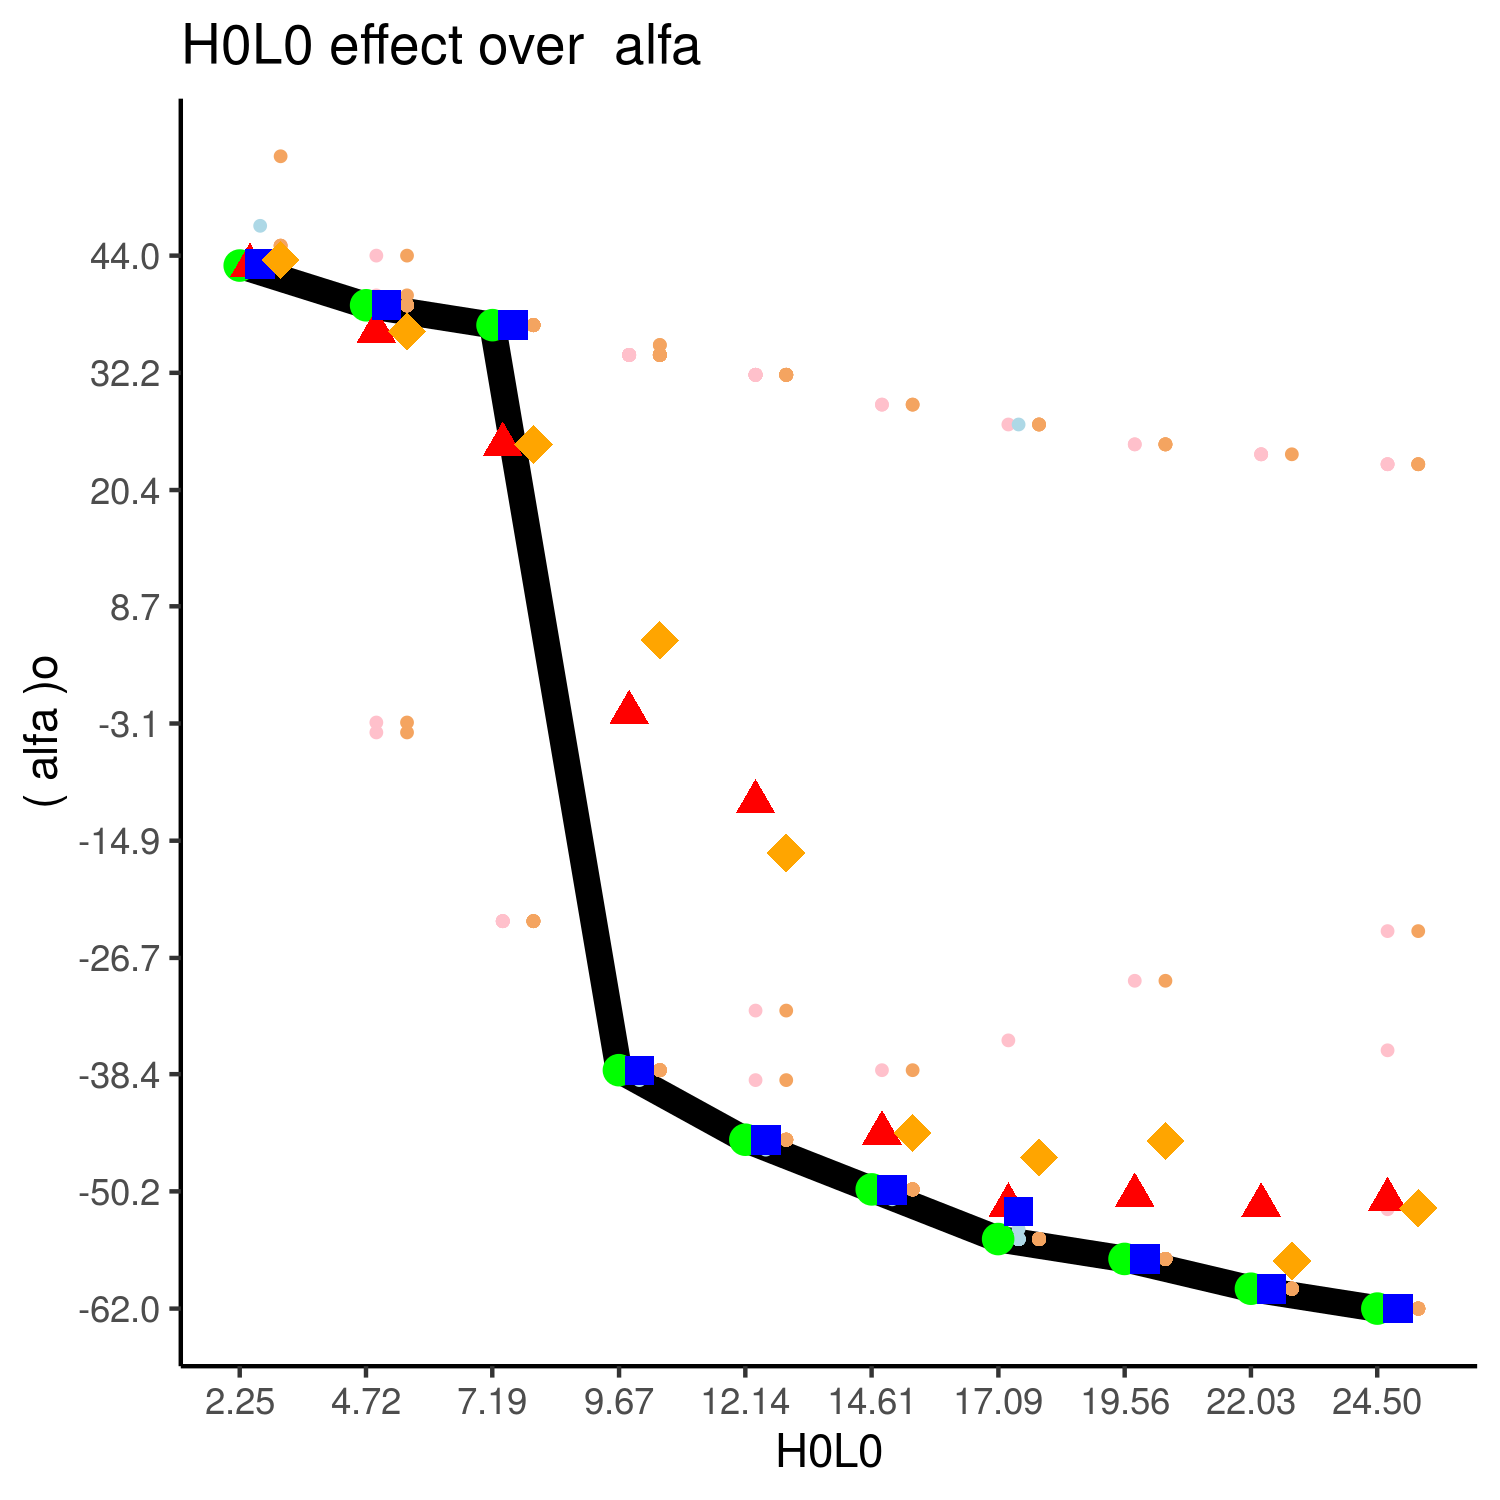 H0L0 effect over  alfa
44.0
32.2
20.4
8.7
-3.1
-14.9
-26.7
-38.4
-50.2
-62.0
( alfa )o
2.25 4.72 7.19 9.67 12.14 14.61 17.09 19.56 22.03 24.50
H0L0